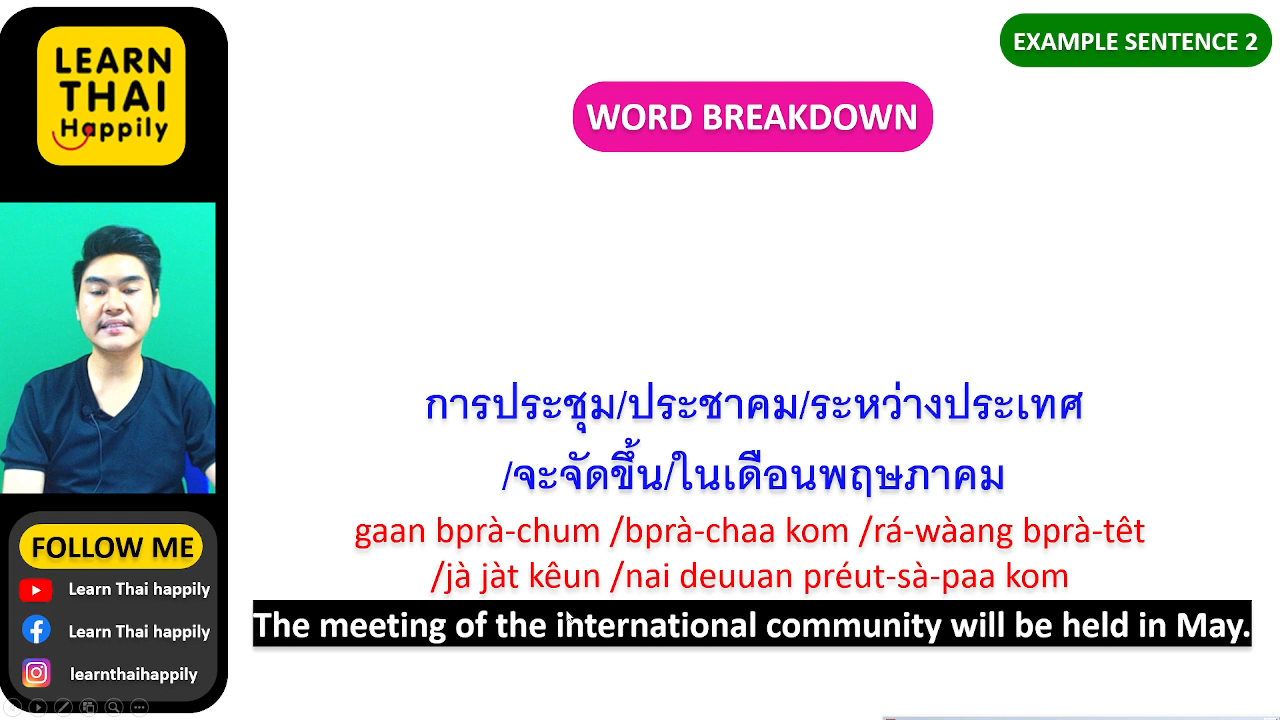 LEARN
THAI
Happily
EXAMPLE SENTENCE 2
WORD BREAKDOWN
การประชุม/ประชาคม/ระหว่างประเทศ
/จะจัดขึ้น/ในเดือนพฤษภาคม
gaan bprà-chum /bprà-chaa kom /rá-wàang bprà-têt
/jà jàt kêun /nai deuuan préut-sà-paa kom
The meeting of the international community will be held in May.
FOLLOW ME
Learn Thai happily
Learn Thai happily
learnthaihappily